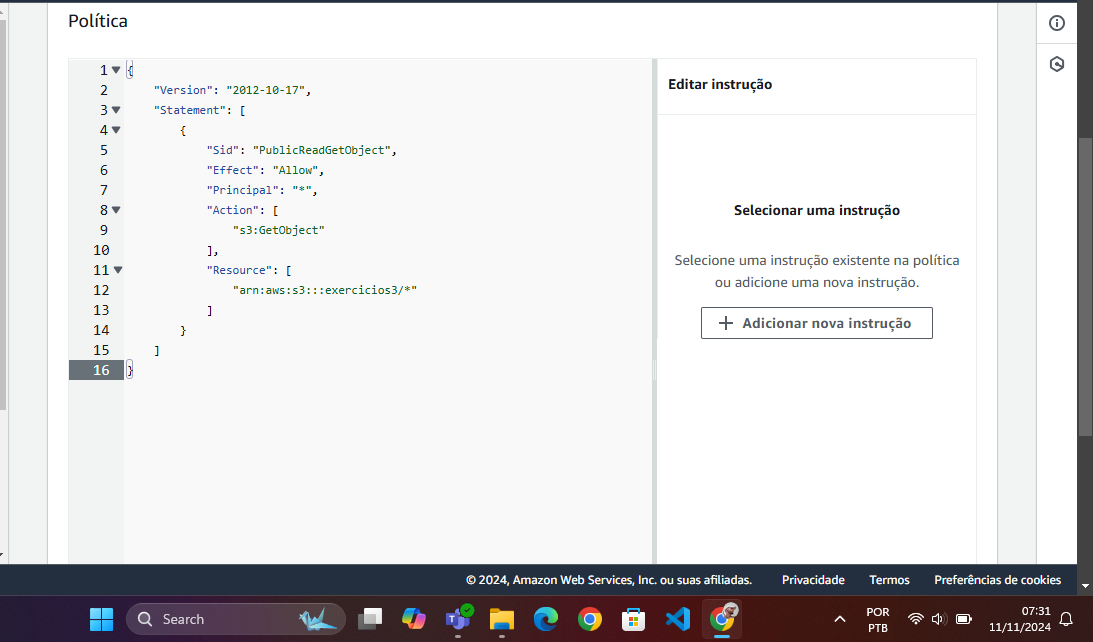 Política
1 {
2 "Version": "2012-10-17",
3 "Statement": [
4 {
5 "Sid": "PublicReadGetObject",
6 "Effect": "Allow",
7 "Principal": "*",
8 "Action": [
9 "s3:GetObject"
10 ],
11 "Resource": [
12 "arn:aws:s3:::exercicios3/*"
13 ]
14 }
15 ]
16 }
Editar instrução
Selecionar uma instrução
Selecione uma instrução existente na política
ou adicione uma nova instrução.
+ Adicionar nova instrução
© 2024, Amazon Web Services, Inc. ou suas afiliadas. Privacidade Termos Preferências de cookies
Search
POR
PTB
07:31
11/11/2024